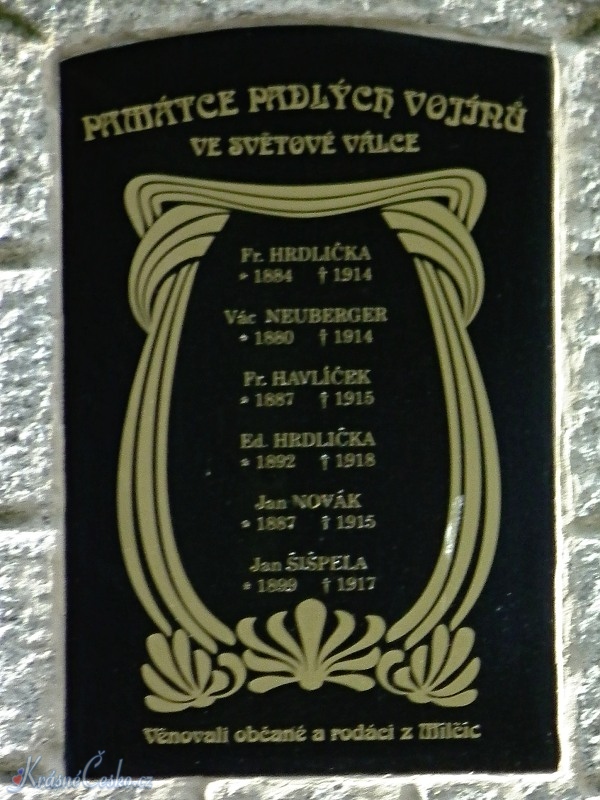 PAMÁTCE PADLÝCH VOJÍNŮ
VE SVĚTOVÉ VÁLCE
Fr. HRDLIČKA
* 1884 † 1914
Vác NEUBERGER
* 1880 † 1914
Fr. HAVLÍČEK
* 1887 † 1915
Ed. HRDLIČKA
* 1892 † 1918
Jan NOVÁK
* 1887 † 1915
Jan ŠIŠPELA
* 1899 † 1917
Věnovali občané a rodáci z Milčic
KrásnéČesko.cz